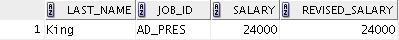 LAST_NAME JOB_ID SALARY REVISED_SALARY
1 King AD_PRES 24000 24000